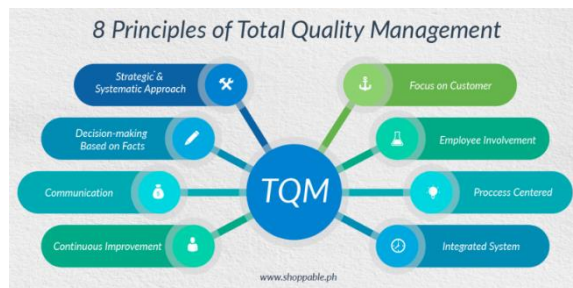 8 Principles of Total Quality Management
Strategic &
Systematic Approach
Focus on Customer
Decision-making
Based on Facts
Employee Involvement
Communication
TQM
Proccess Centered
Continuous Improvement
Integrated System
www.shoppable.ph